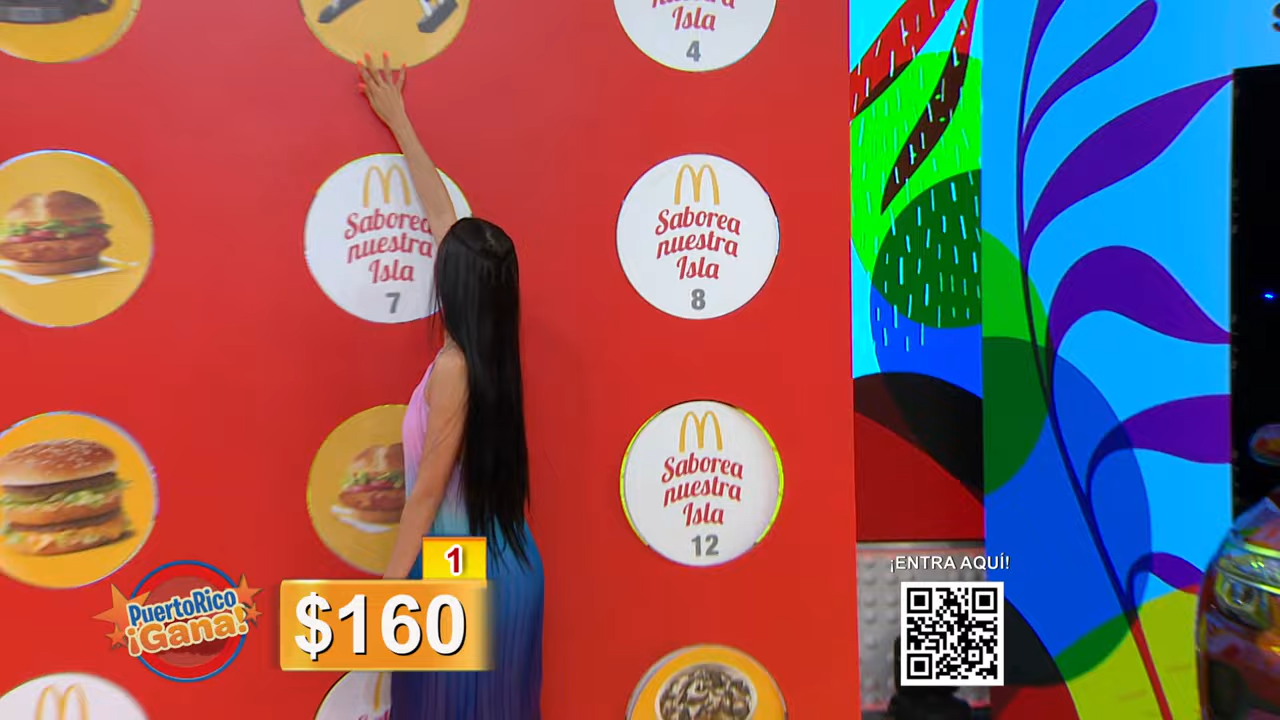 nuestra
Isla
4
Saborea
nuestra
Isla
7
Saborea
nuestra
Isla
8
Saborea
nuestra
Isla
12
1
$160
PuertoRico
¡Gana!
¡ENTRA AQUÍ!